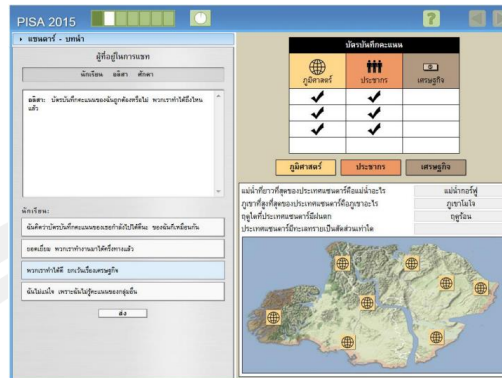 PISA 2015
?
แซนดาร์ - บทนำ
ผู้ที่อยู่ในการแชท
นักเรียน อลิสา ศักดา
อลิสา: บัตรบันทึกคะแนนของฉันถูกต้องหรือไม่ พวกเราทำได้ถึงไหน
แล้ว
นักเรียน:
ฉันคิดว่าบัตรบันทึกคะแนนของเธอกำลังไปได้ดีนะ ของฉันก็เหมือนกัน
ยอดเยี่ยม พวกเราทำงานมาได้ครึ่งทางแล้ว
พวกเราทำได้ดี ยกเว้นเรื่องเศรษฐกิจ
ฉันไม่แน่ใจ เพราะฉันไม่รู้คะแนนของกลุ่มอื่น
ส่ง
บัตรบันทึกคะแนน
ภูมิศาสตร์ ประชากร เศรษฐกิจ
ภูมิศาสตร์ ประชากร เศรษฐกิจ
แม่น้ำที่ยาวที่สุดของประเทศแซนดาร์คือแม่น้ำอะไร แม่น้ำกอร์ฟู
ภูเขาที่สูงที่สุดของประเทศแซนดาร์คือภูเขาอะไร ภูเขาโมโจ
ฤดูใดที่ประเทศแซนดาร์มีฝนตก ฤดูร้อน
ประเทศแซนดาร์มีทะเลทรายเป็นสัดส่วนเท่าใด